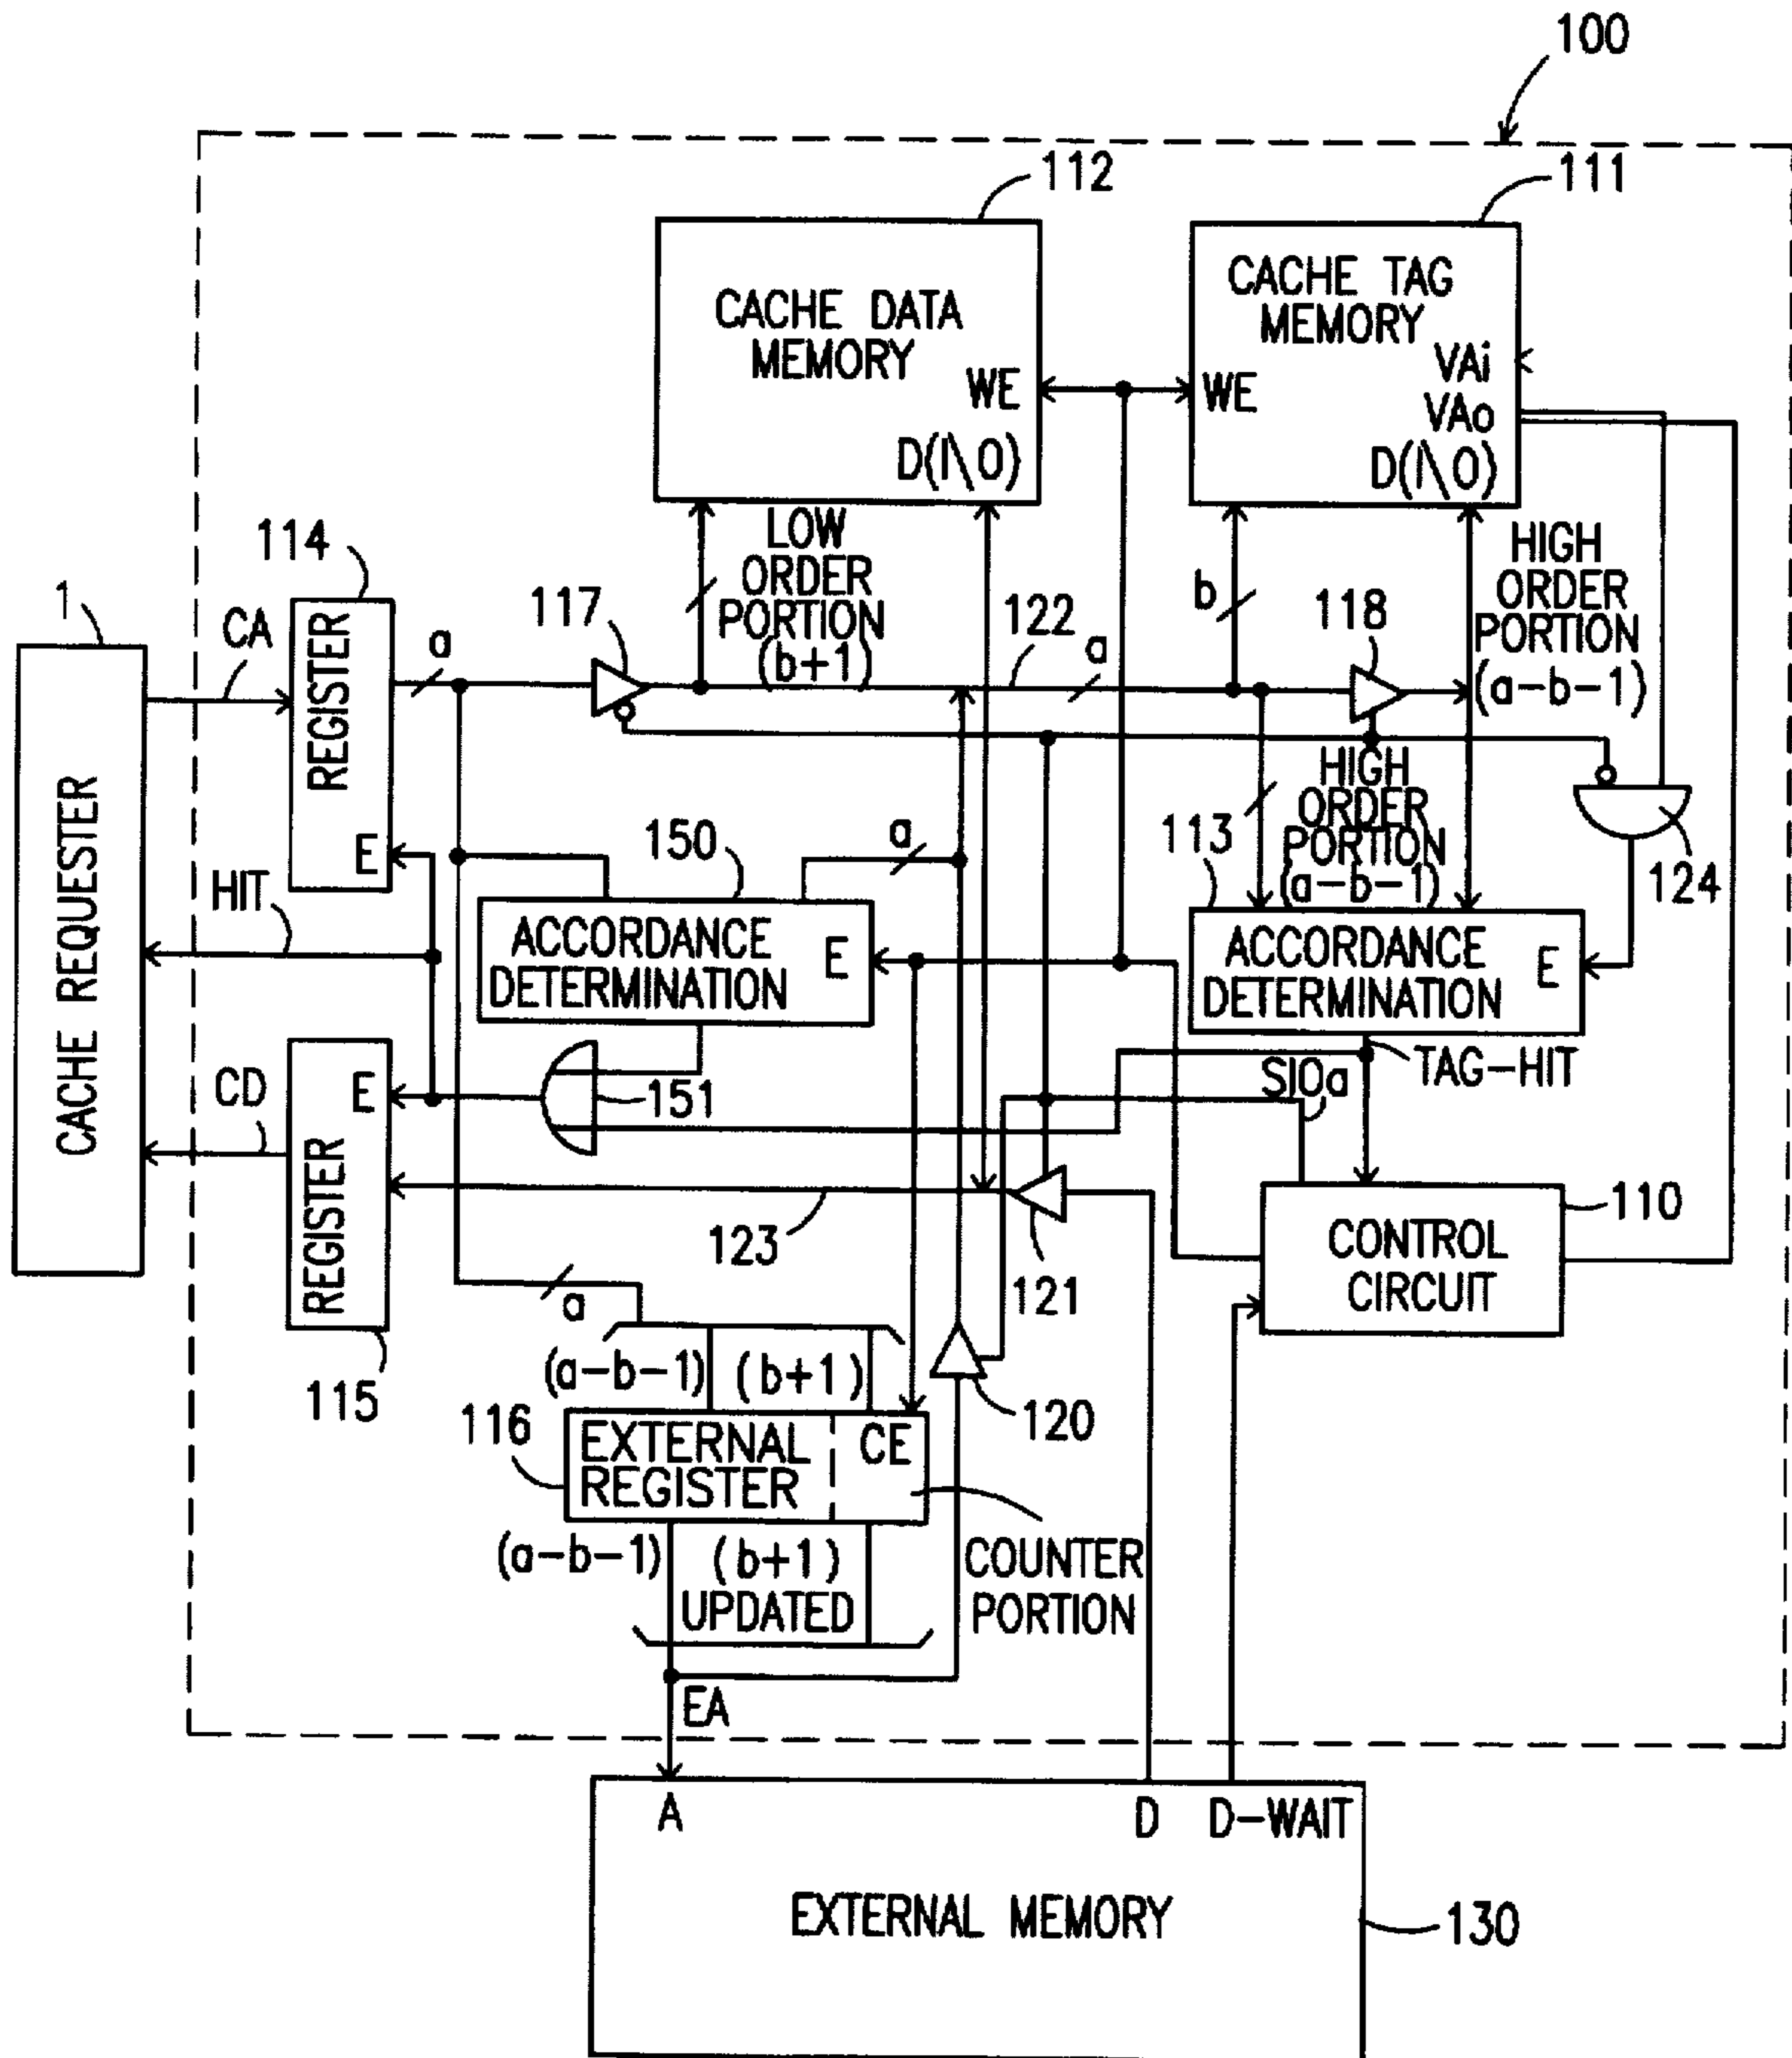 100
112
111
CACHE DATA
MEMORY
WE
D(I\O)
CACHE TAG
MEMORY
VAi
WE
VAo
D(I\O)
LOW
ORDER
PORTION
(b+1)
HIGH
ORDER
PORTION
(a-b-1)
114
1
CA
a
117
122
a
b
118
REGISTER
E
CACHE REQUESTER
HIT
150
a
113
HIGH
ORDER
PORTION
(a-b-1)
124
ACCORDANCE
DETERMINATION
E
ACCORDANCE
DETERMINATION
E
TAG-HIT
SIOa
CD
E
REGISTER
151
110
CONTROL
CIRCUIT
123
121
a
115
(a-b-1)
(b+1)
120
116
EXTERNAL
REGISTER
CE
(a-b-1)
(b+1)
UPDATED
COUNTER
PORTION
EA
A
D
D-WAIT
EXTERNAL MEMORY
130